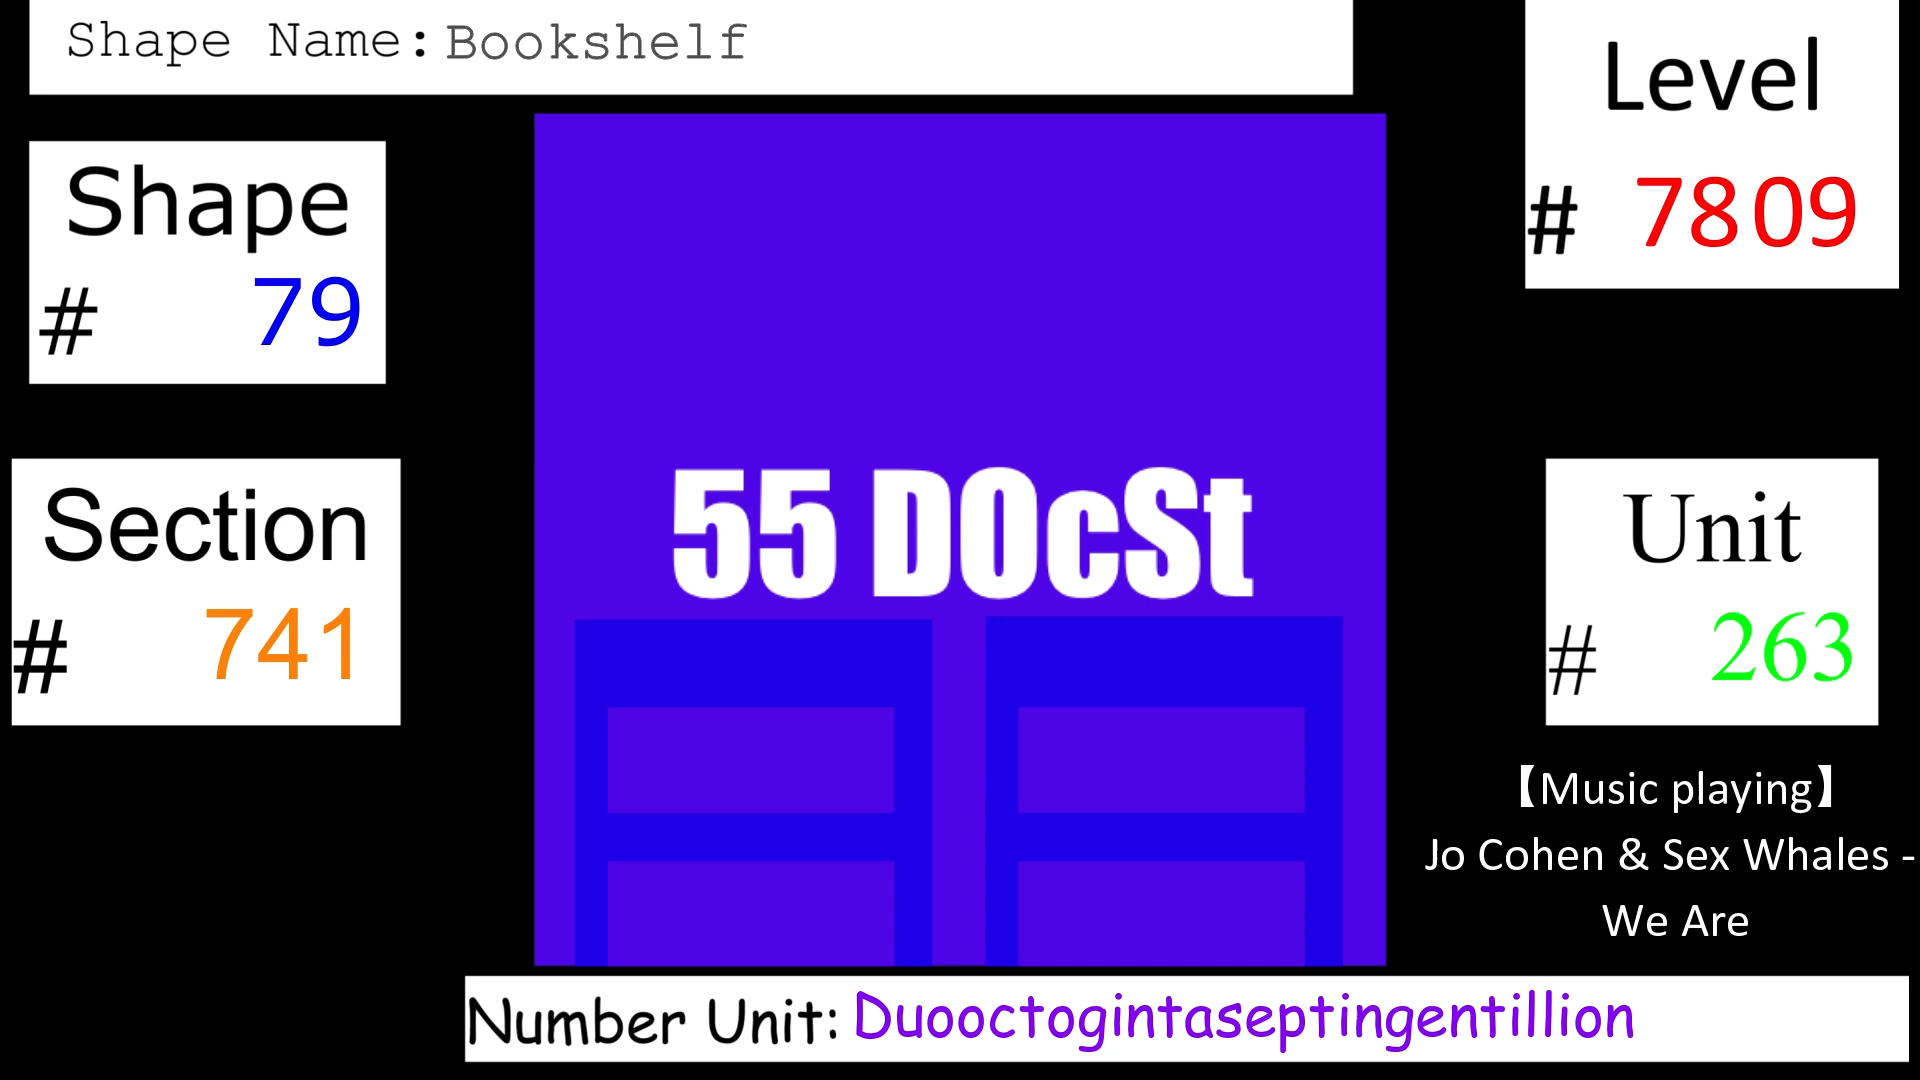 Shape Name: Bookshelf
Level
# 7809
Shape
# 79
55 DOcSt
Section
# 741
Unit
# 263
【Music playing】
Jo Cohen & Sex Whales -
We Are
Number Unit: Duooctogintaseptingentillion